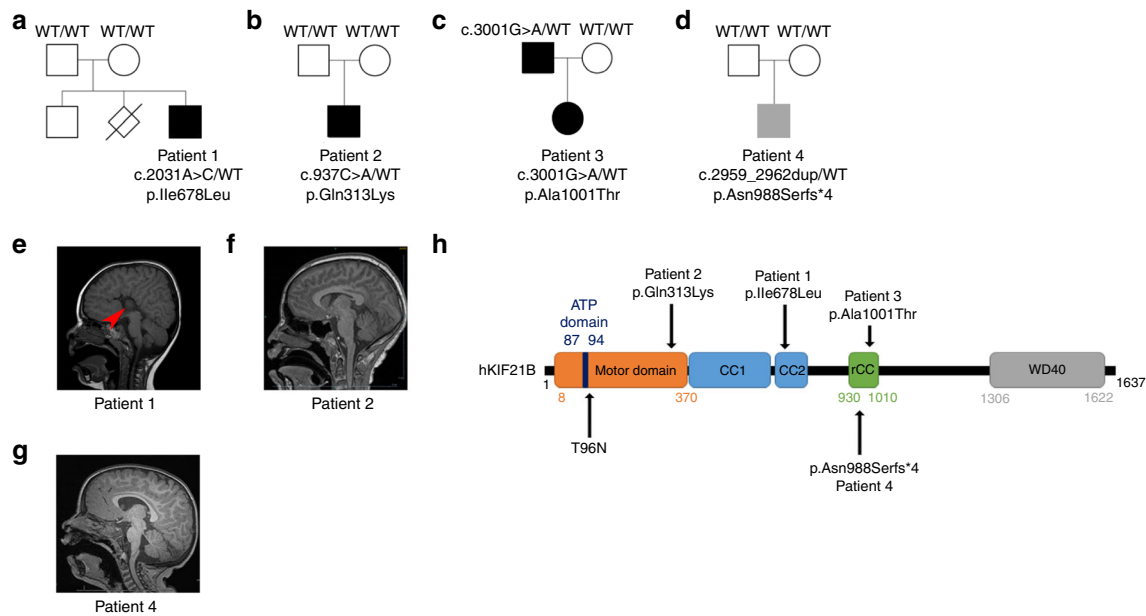 a
WT/WT WT/WT
Patient 1
c.2031A>C/WT
p.Ile678Leu
b
WT/WT WT/WT
Patient 2
c.937C>A/WT
p.Gln313Lys
c
c.3001G>A/WT WT/WT
Patient 3
c.3001G>A/WT
p.Ala1001Thr
d
WT/WT WT/WT
Patient 4
c.2959_2962dup/WT
p.Asn988Serfs*4
e
Patient 1
f
Patient 2
g
Patient 4
h
Patient 2
p.Gln313Lys
Patient 1
p.Ile678Leu
Patient 3
p.Ala1001Thr
ATP
domain
87 94
hKIF21B
Motor domain
CC1
CC2
rCC
WD40
1
8
370
930 1010
1306
1622
1637
T96N
p.Asn988Serfs*4
Patient 4